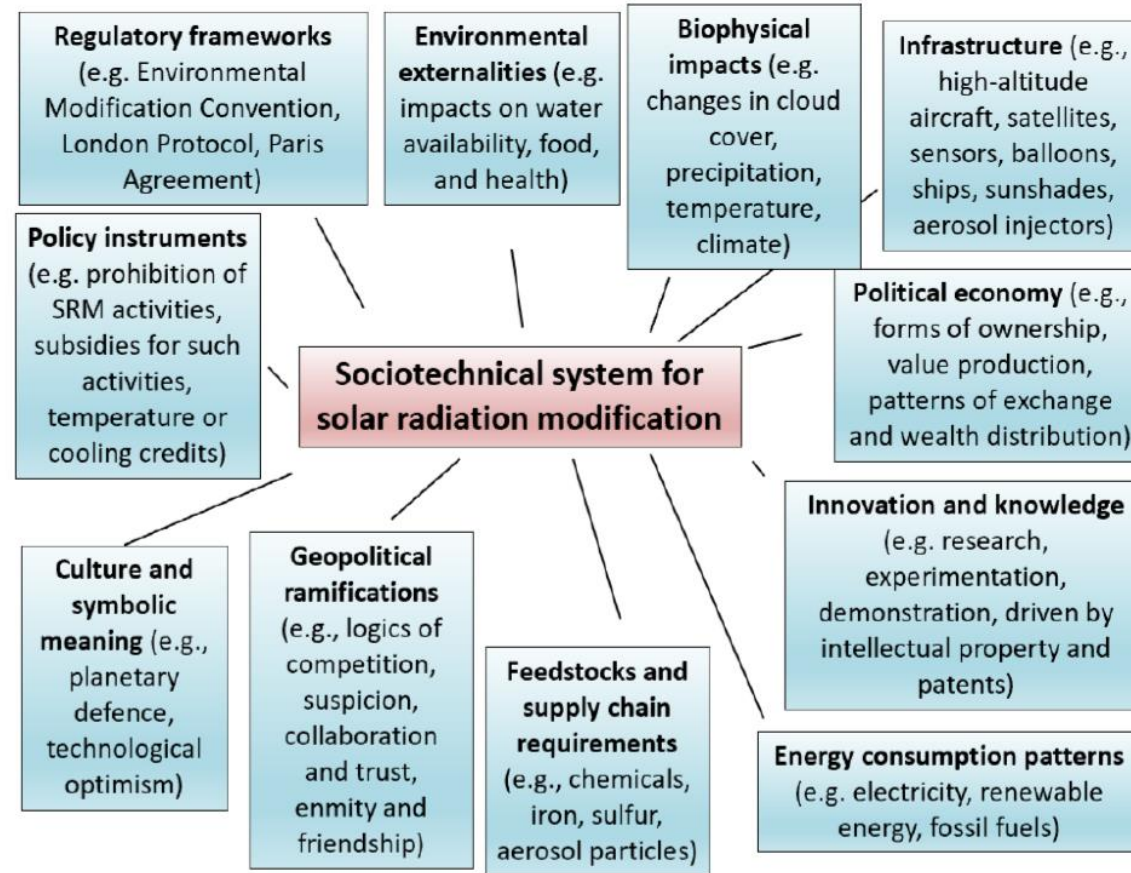 Regulatory frameworks
(e.g. Environmental
Modification Convention,
London Protocol, Paris
Agreement)
Environmental
externalities (e.g.
impacts on water
availability, food,
and health)
Biophysical
impacts (e.g.
changes in cloud
cover,
precipitation,
temperature,
climate)
Infrastructure (e.g.,
high-altitude
aircraft, satellites,
sensors, balloons,
ships, sunshades,
aerosol injectors)
Policy instruments
(e.g. prohibition of
SRM activities,
subsidies for such
activities,
temperature or
cooling credits)
Sociotechnical system for
solar radiation modification
Political economy (e.g.,
forms of ownership,
value production,
patterns of exchange
and wealth distribution)
Culture and
symbolic
meaning (e.g.,
planetary
defence,
technological
optimism)
Geopolitical
ramifications
(e.g., logics of
competition,
suspicion,
collaboration
and trust,
enmity and
friendship)
Feedstocks and
supply chain
requirements
(e.g., chemicals,
iron, sulfur,
aerosol particles)
Innovation and knowledge
(e.g. research,
experimentation,
demonstration, driven by
intellectual property and
patents)
Energy consumption patterns
(e.g. electricity, renewable
energy, fossil fuels)